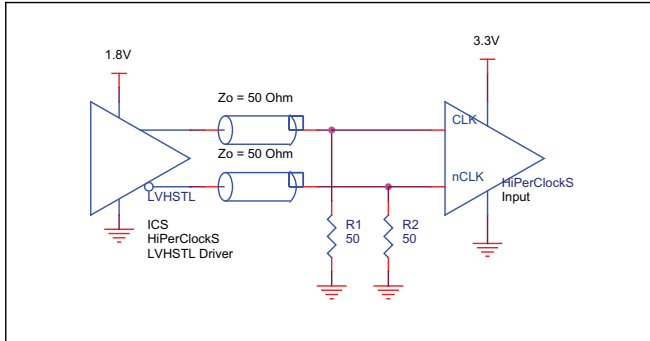 1.8V
3.3V
Zo = 50 Ohm
CLK
Zo = 50 Ohm
nCLK
LVHSTL
HiPerClockS
Input
ICS
HiPerClockS
LVHSTL Driver
R1
50
R2
50